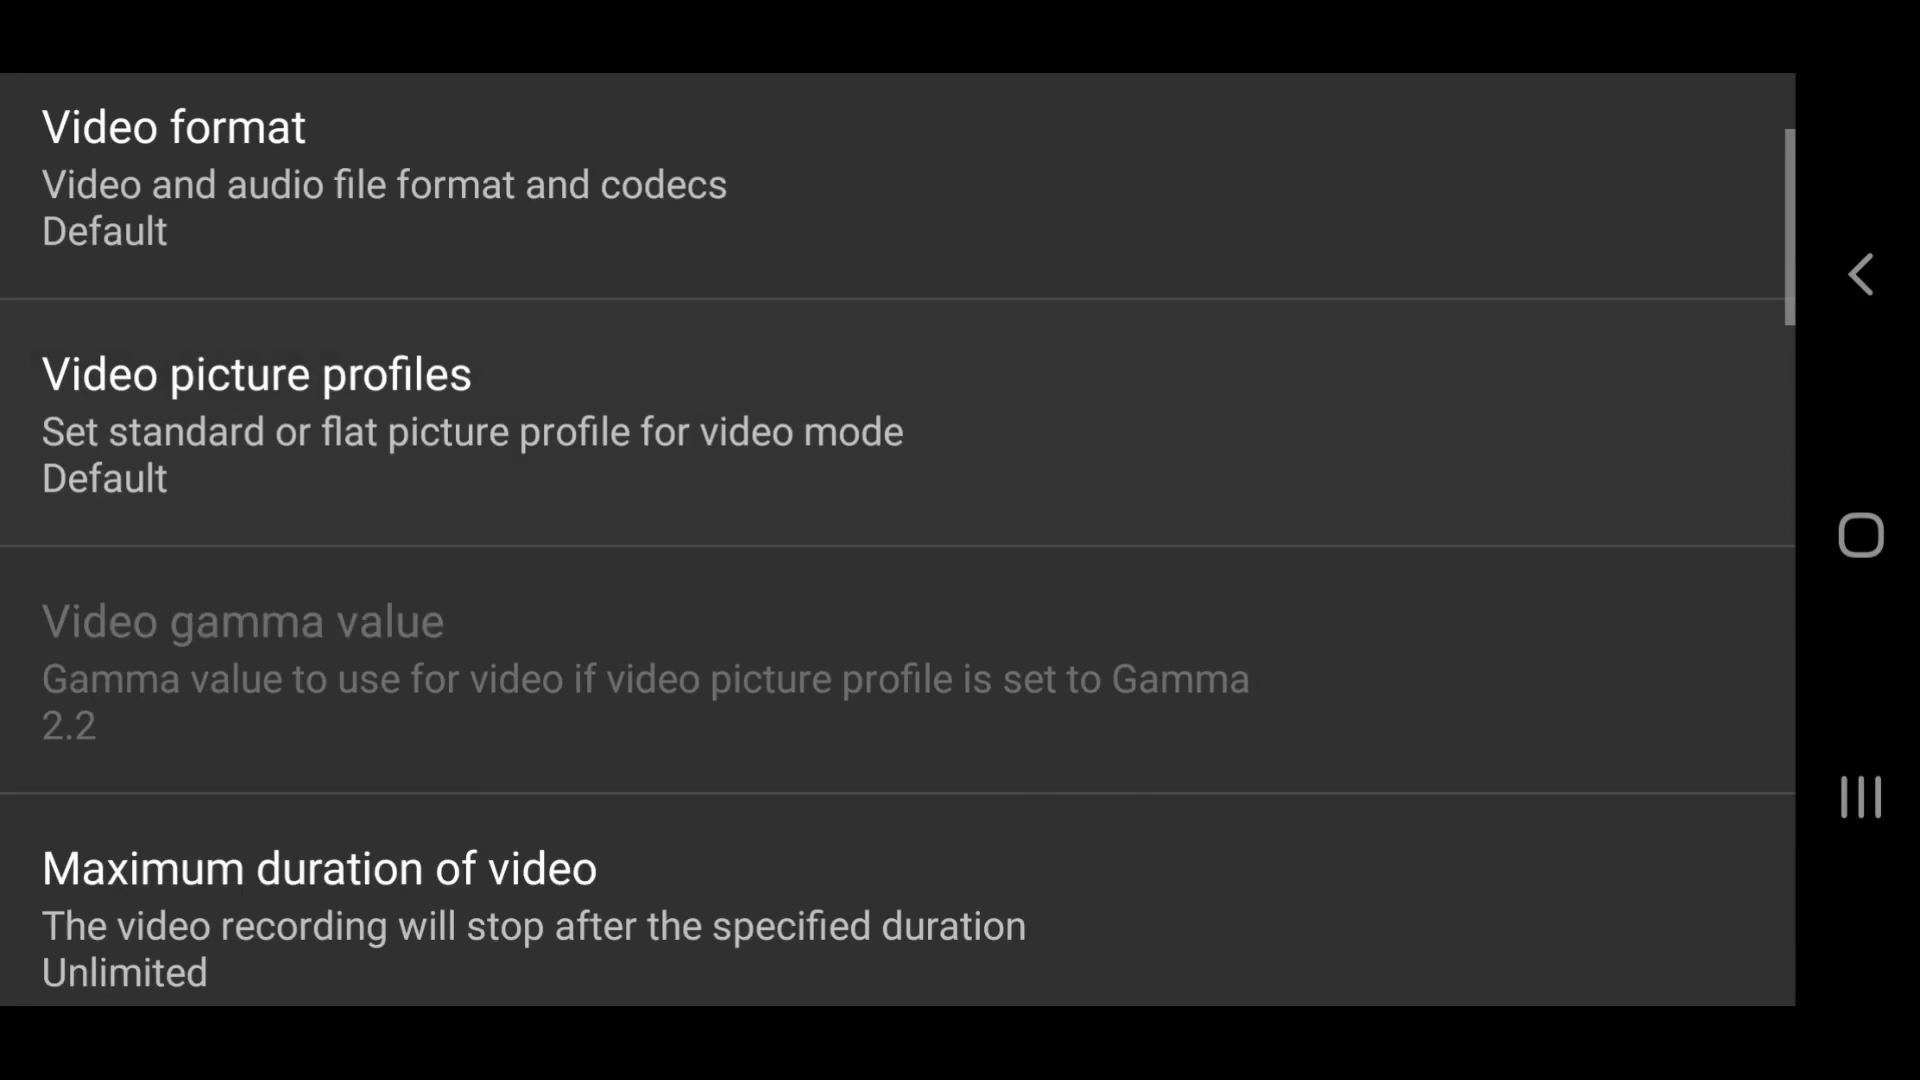 Video format
Video and audio file format and codecs
Default
Video picture profiles
Set standard or flat picture profile for video mode
Default
Video gamma value
Gamma value to use for video if video picture profile is set to Gamma
2.2
Maximum duration of video
The video recording will stop after the specified duration
Unlimited